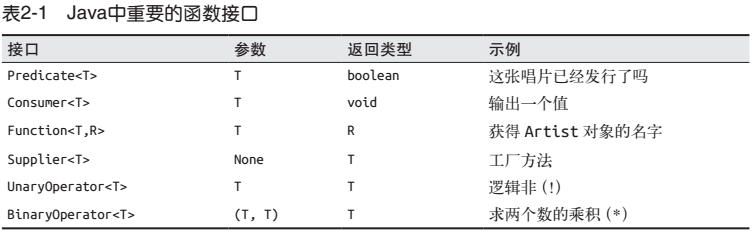 表2-1 Java中重要的函数接口
接口 参数 返回类型 示例
Predicate<T> T boolean 这张唱片已经发行了吗
Consumer<T> T void 输出一个值
Function<T,R> T R 获得 Artist 对象的名字
Supplier<T> None T 工厂方法
UnaryOperator<T> T T 逻辑非 (!)
BinaryOperator<T> (T, T) T 求两个数的乘积 (*)